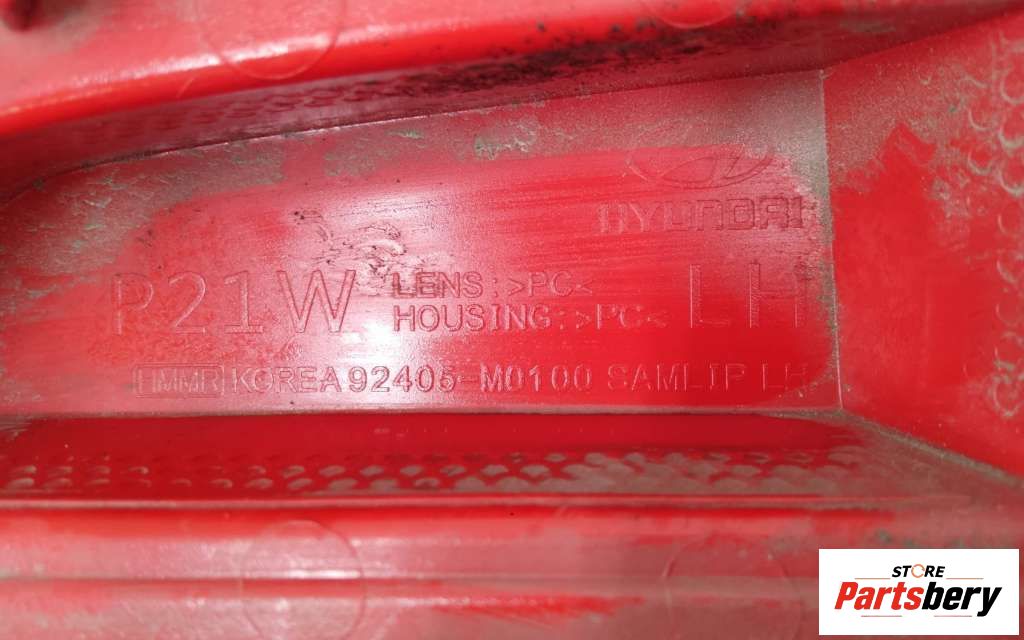 HYUNDAI
P21W LENS:>PC< LH
HOUSING:>PC<
HMMR KOREA 92405-M0100 SAMLIP LH
STORE
Partsbery